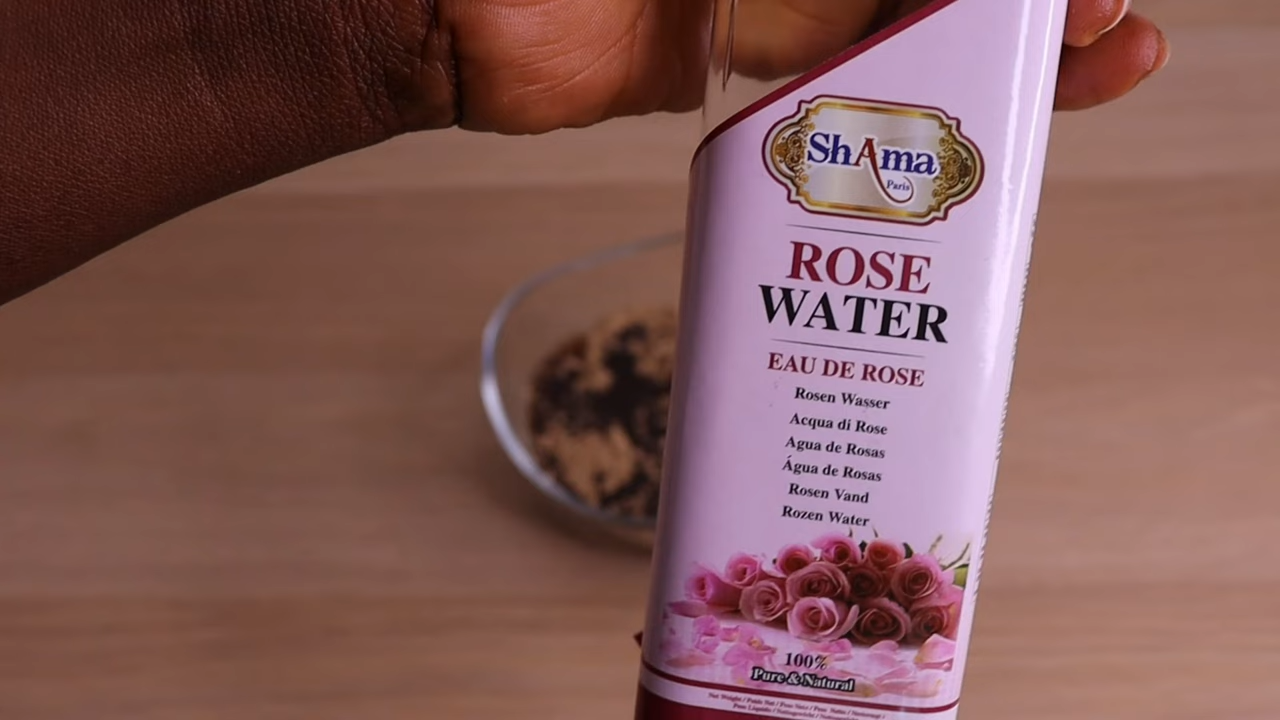 ShAma
Paris
ROSE
WATER
EAU DE ROSE
Rosen Wasser
Acqua di Rose
Agua de Rosas
Água de Rosas
Rosen Vand
Rozen Water
100%
Pure & Natural